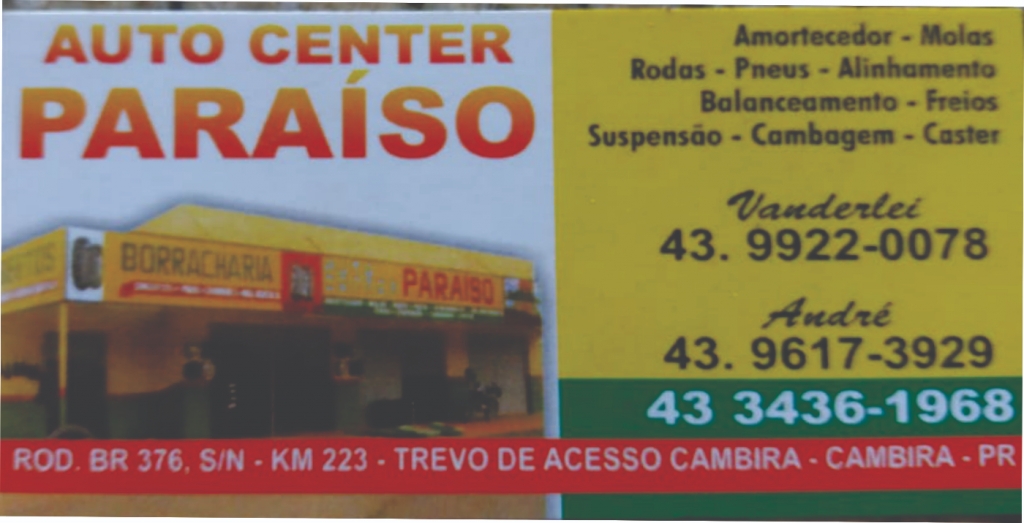 AUTO CENTER
PARAÍSO
BORRACHARIA
PARAISO
Amortecedor - Molas
Rodas - Pneus - Alinhamento
Balanceamento - Freios
Suspensão - Cambagem - Caster
Vanderlei
43. 9922-0078
André
43. 9617-3929
43 3436-1968
ROD. BR 376, S/N - KM 223 - TREVO DE ACESSO CAMBIRA - CAMBIRA - PR